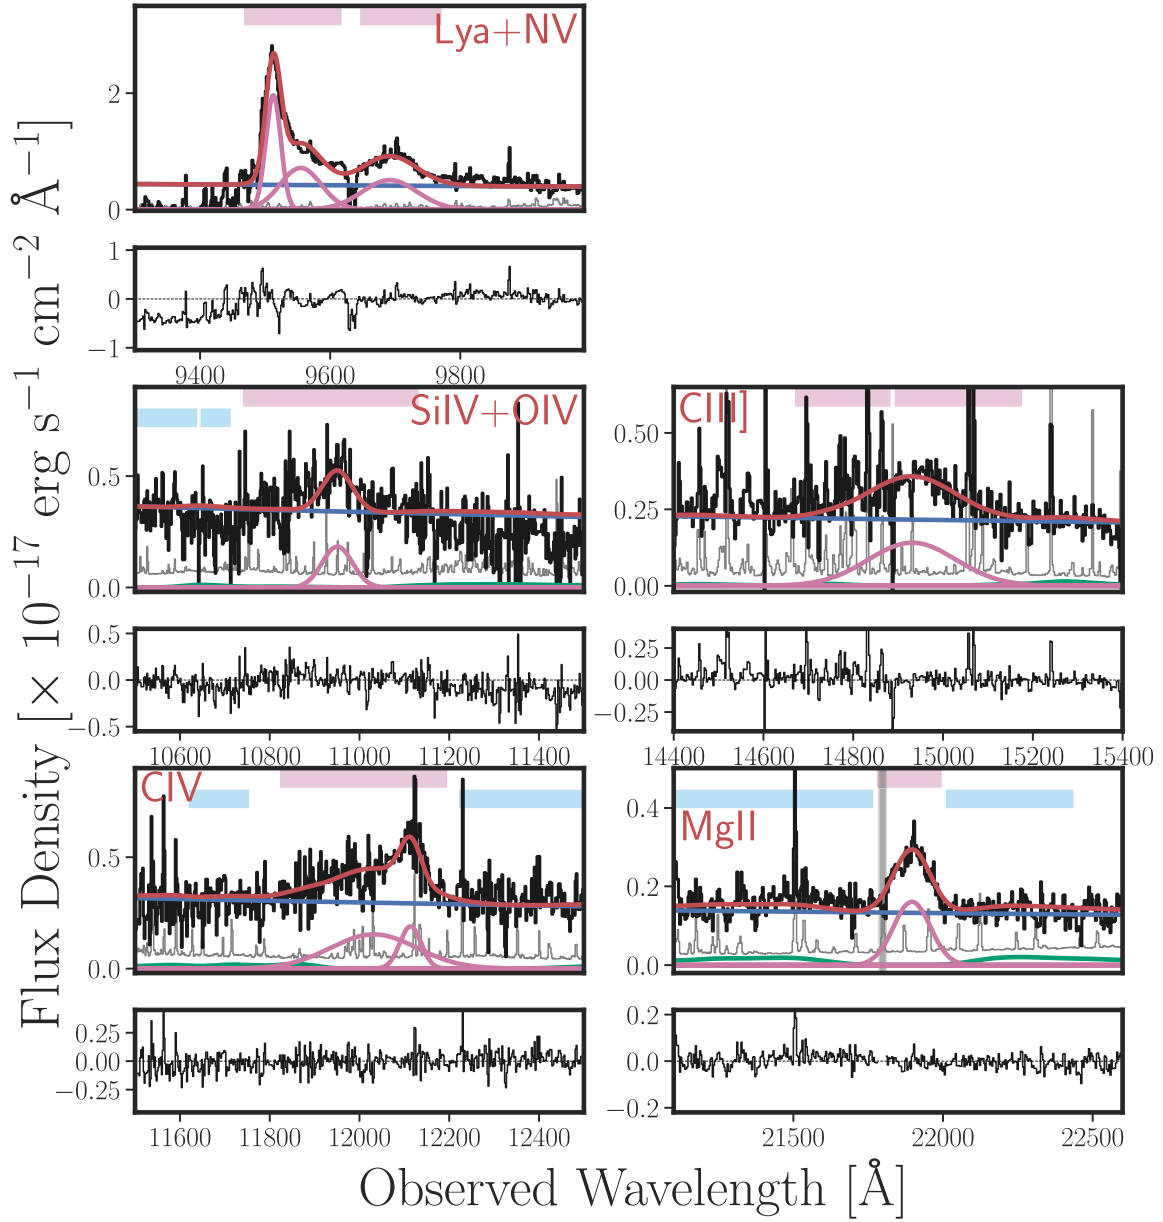 Flux Density [× 10⁻¹⁷ erg s⁻¹ cm⁻² Å⁻¹]
Lya+NV
2
0
1
0
−1
9400 9600 9800
SiIV+OIV
0.5
0.0
0.5
0.0
−0.5
10600 10800 11000 11200 11400
CIII]
0.50
0.25
0.00
0.25
0.00
−0.25
14400 14600 14800 15000 15200 15400
CIV
0.5
0.0
0.25
0.00
−0.25
11600 11800 12000 12200 12400
MgII
0.4
0.2
0.0
0.2
0.0
−0.2
21500 22000 22500
Observed Wavelength [Å]